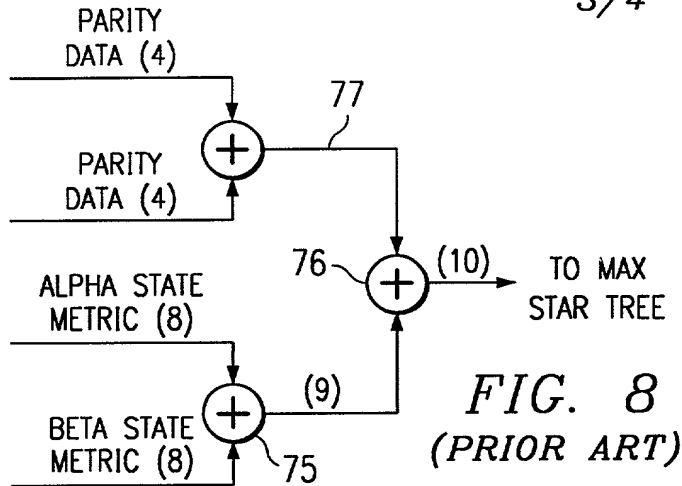 3/4
PARITY
DATA (4)
77
PARITY
DATA (4)
76
(10)
TO MAX
STAR TREE
ALPHA STATE
METRIC (8)
(9)
BETA STATE
METRIC (8)
75
FIG. 8
(PRIOR ART)